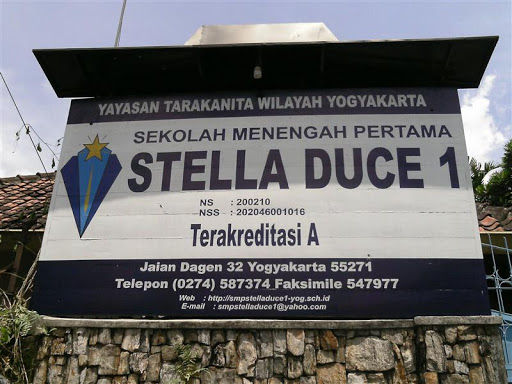 YAYASAN TARAKANITA WILAYAH YOGYAKARTA
SEKOLAH MENENGAH PERTAMA
STELLA DUCE 1
NS : 200210
NSS : 202046001016
Terakreditasi A
Jalan Dagen 32 Yogyakarta 55271
Telepon (0274) 587374 Faksimile 547977
Web : http://smpstelladuce1-yog.sch.id
E-mail : smpstelladuce1@yahoo.com